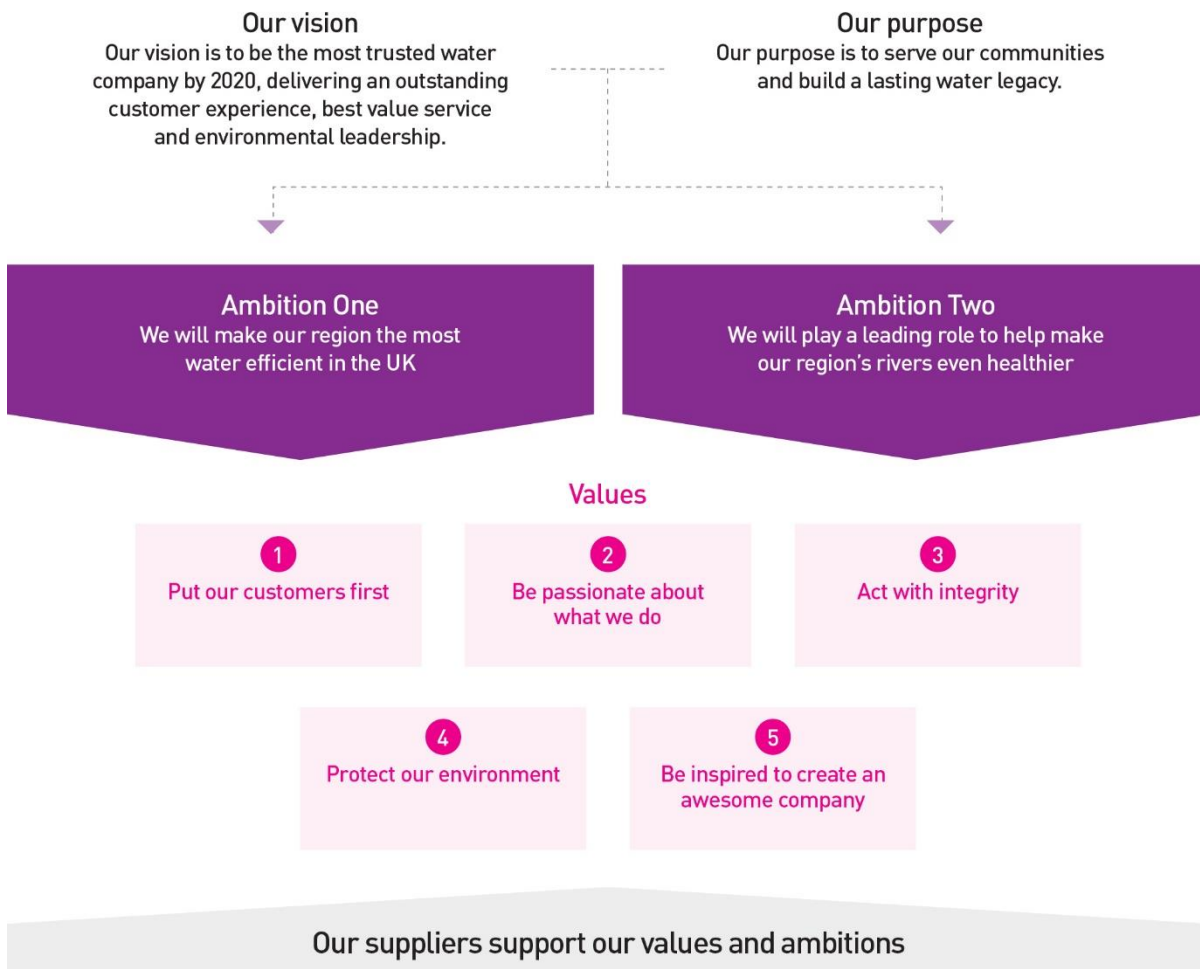 Our vision
Our vision is to be the most trusted water
company by 2020, delivering an outstanding
customer experience, best value service
and environmental leadership.
Our purpose
Our purpose is to serve our communities
and build a lasting water legacy.
Ambition One
We will make our region the most
water efficient in the UK
Ambition Two
We will play a leading role to help make
our region’s rivers even healthier
Values
1
Put our customers first
2
Be passionate about
what we do
3
Act with integrity
4
Protect our environment
5
Be inspired to create an
awesome company
Our suppliers support our values and ambitions